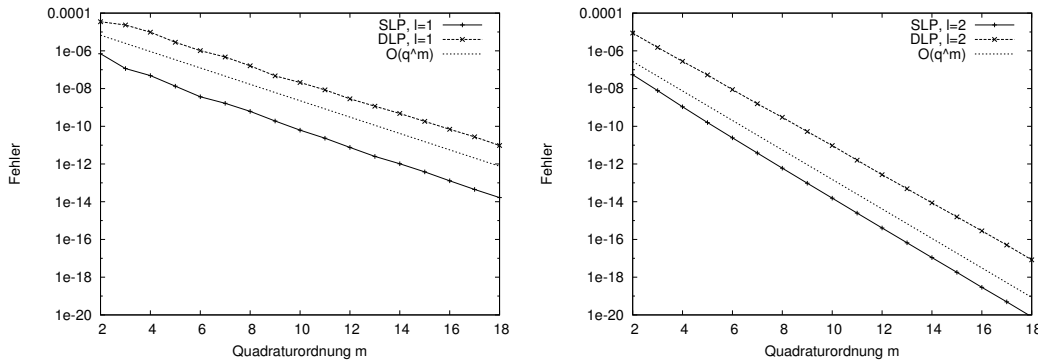 0.0001
1e-06
1e-08
1e-10
1e-12
1e-14
1e-16
1e-18
1e-20
2 4 6 8 10 12 14 16 18
Fehler
Quadraturordnung m
SLP, l=1
DLP, l=1
O(q^m)
0.0001
1e-06
1e-08
1e-10
1e-12
1e-14
1e-16
1e-18
1e-20
2 4 6 8 10 12 14 16 18
Fehler
Quadraturordnung m
SLP, l=2
DLP, l=2
O(q^m)